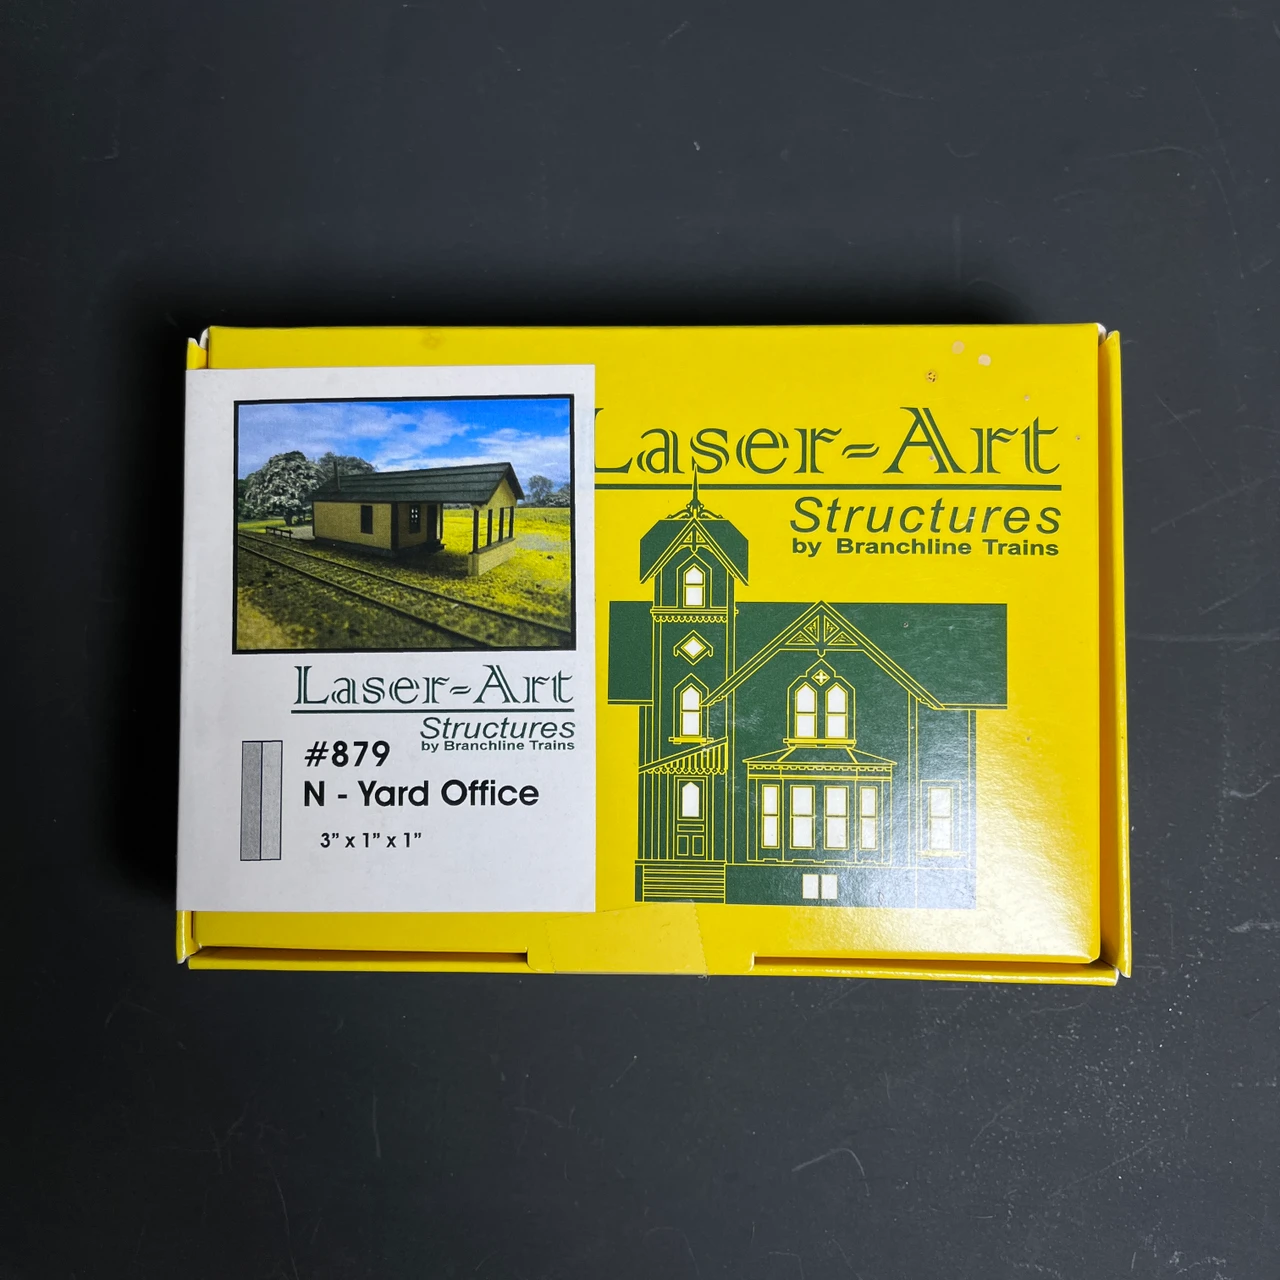 Laser-Art
Structures
by Branchline Trains
#879
N - Yard Office
3” x 1” x 1”
Laser-Art
Structures
by Branchline Trains